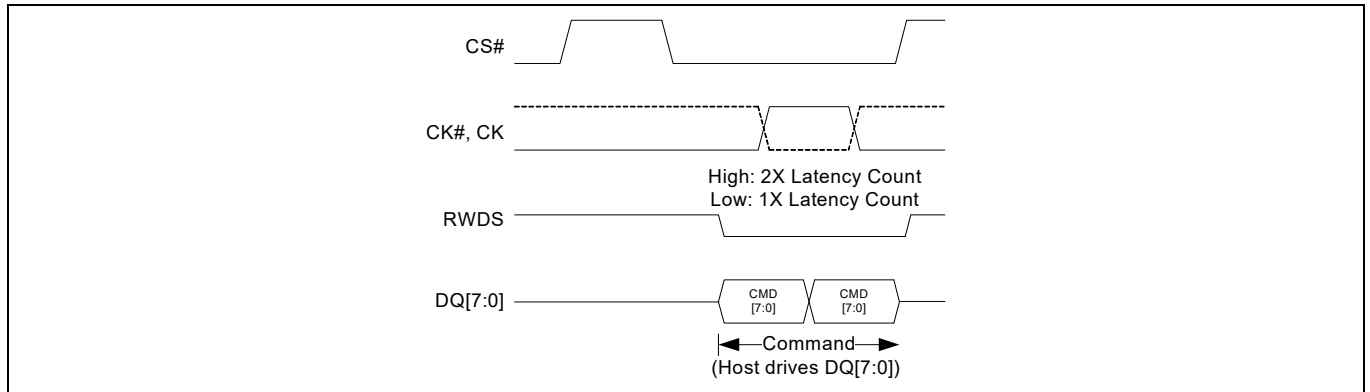 CS#
CK#, CK
High: 2X Latency Count
Low: 1X Latency Count
RWDS
DQ[7:0]
CMD
[7:0]
CMD
[7:0]
Command
(Host drives DQ[7:0])